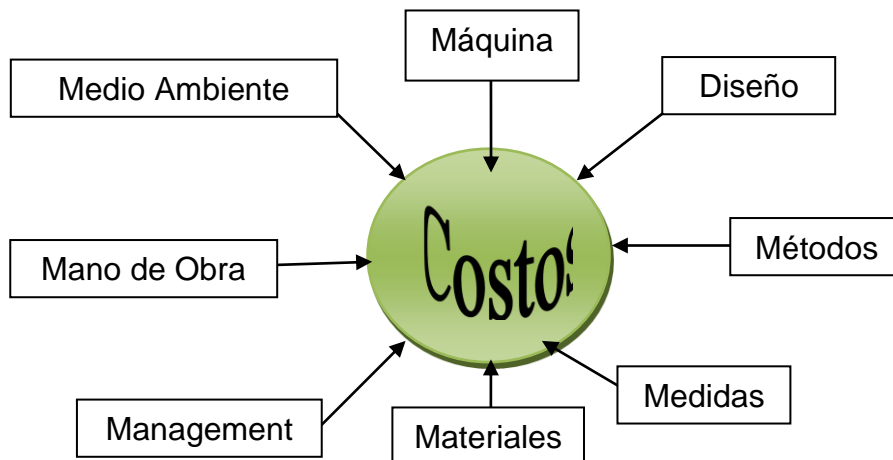 Máquina
Medio Ambiente
Diseño
Costos
Mano de Obra
Métodos
Medidas
Management
Materiales